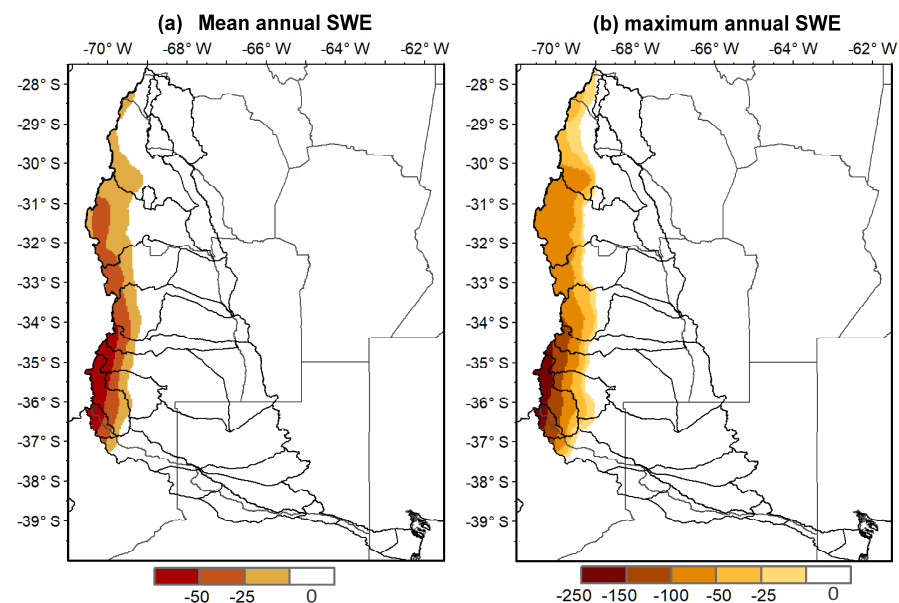 (a) Mean annual SWE
-70° W -68° W -66° W -64° W -62° W
-28° S
-29° S
-30° S
-31° S
-32° S
-33° S
-34° S
-35° S
-36° S
-37° S
-38° S
-39° S
-50 -25 0
(b) maximum annual SWE
-70° W -68° W -66° W -64° W -62° W
-28° S
-29° S
-30° S
-31° S
-32° S
-33° S
-34° S
-35° S
-36° S
-37° S
-38° S
-39° S
-250 -150 -100 -50 -25 0